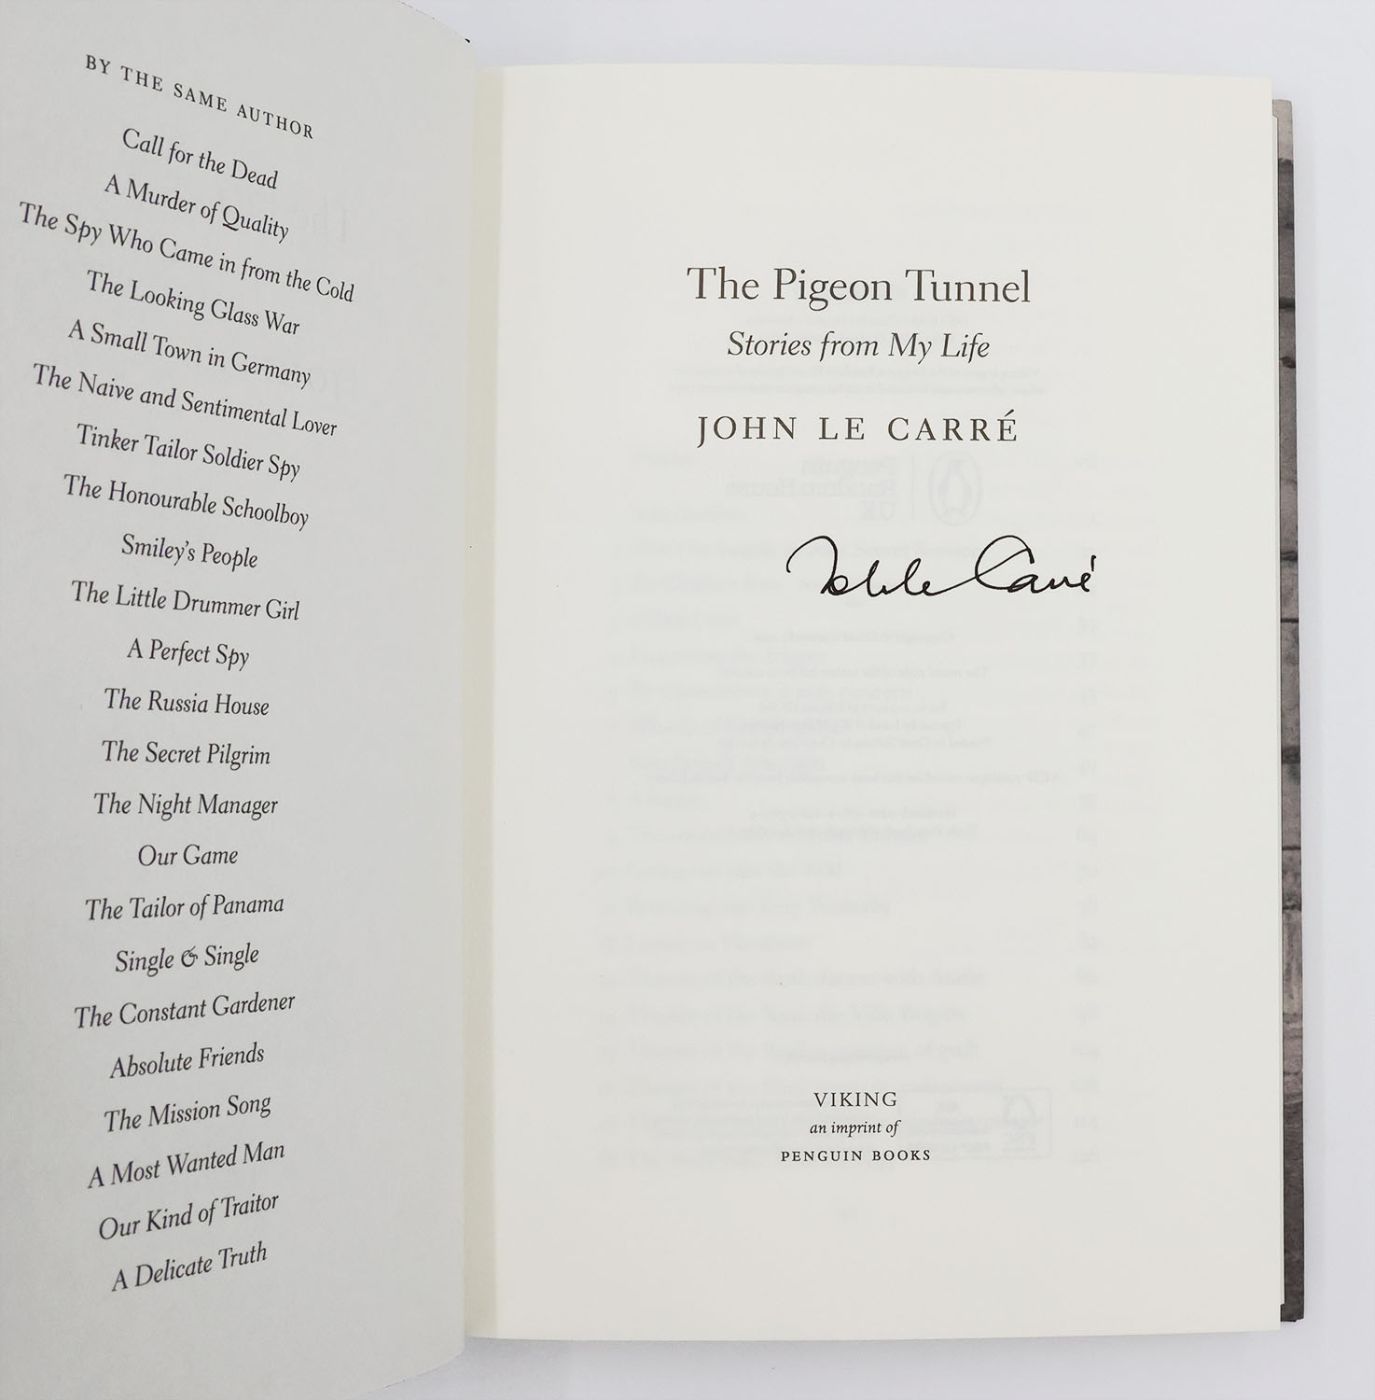 BY THE SAME AUTHOR
Call for the Dead
A Murder of Quality
The Spy Who Came in from the Cold
The Looking Glass War
A Small Town in Germany
The Naive and Sentimental Lover
Tinker Tailor Soldier Spy
The Honourable Schoolboy
Smiley's People
The Little Drummer Girl
A Perfect Spy
The Russia House
The Secret Pilgrim
The Night Manager
Our Game
The Tailor of Panama
Single & Single
The Constant Gardener
Absolute Friends
The Mission Song
A Most Wanted Man
Our Kind of Traitor
A Delicate Truth
The Pigeon Tunnel
Stories from My Life
JOHN LE CARRÉ
John le Carré
VIKING
an imprint of
PENGUIN BOOKS